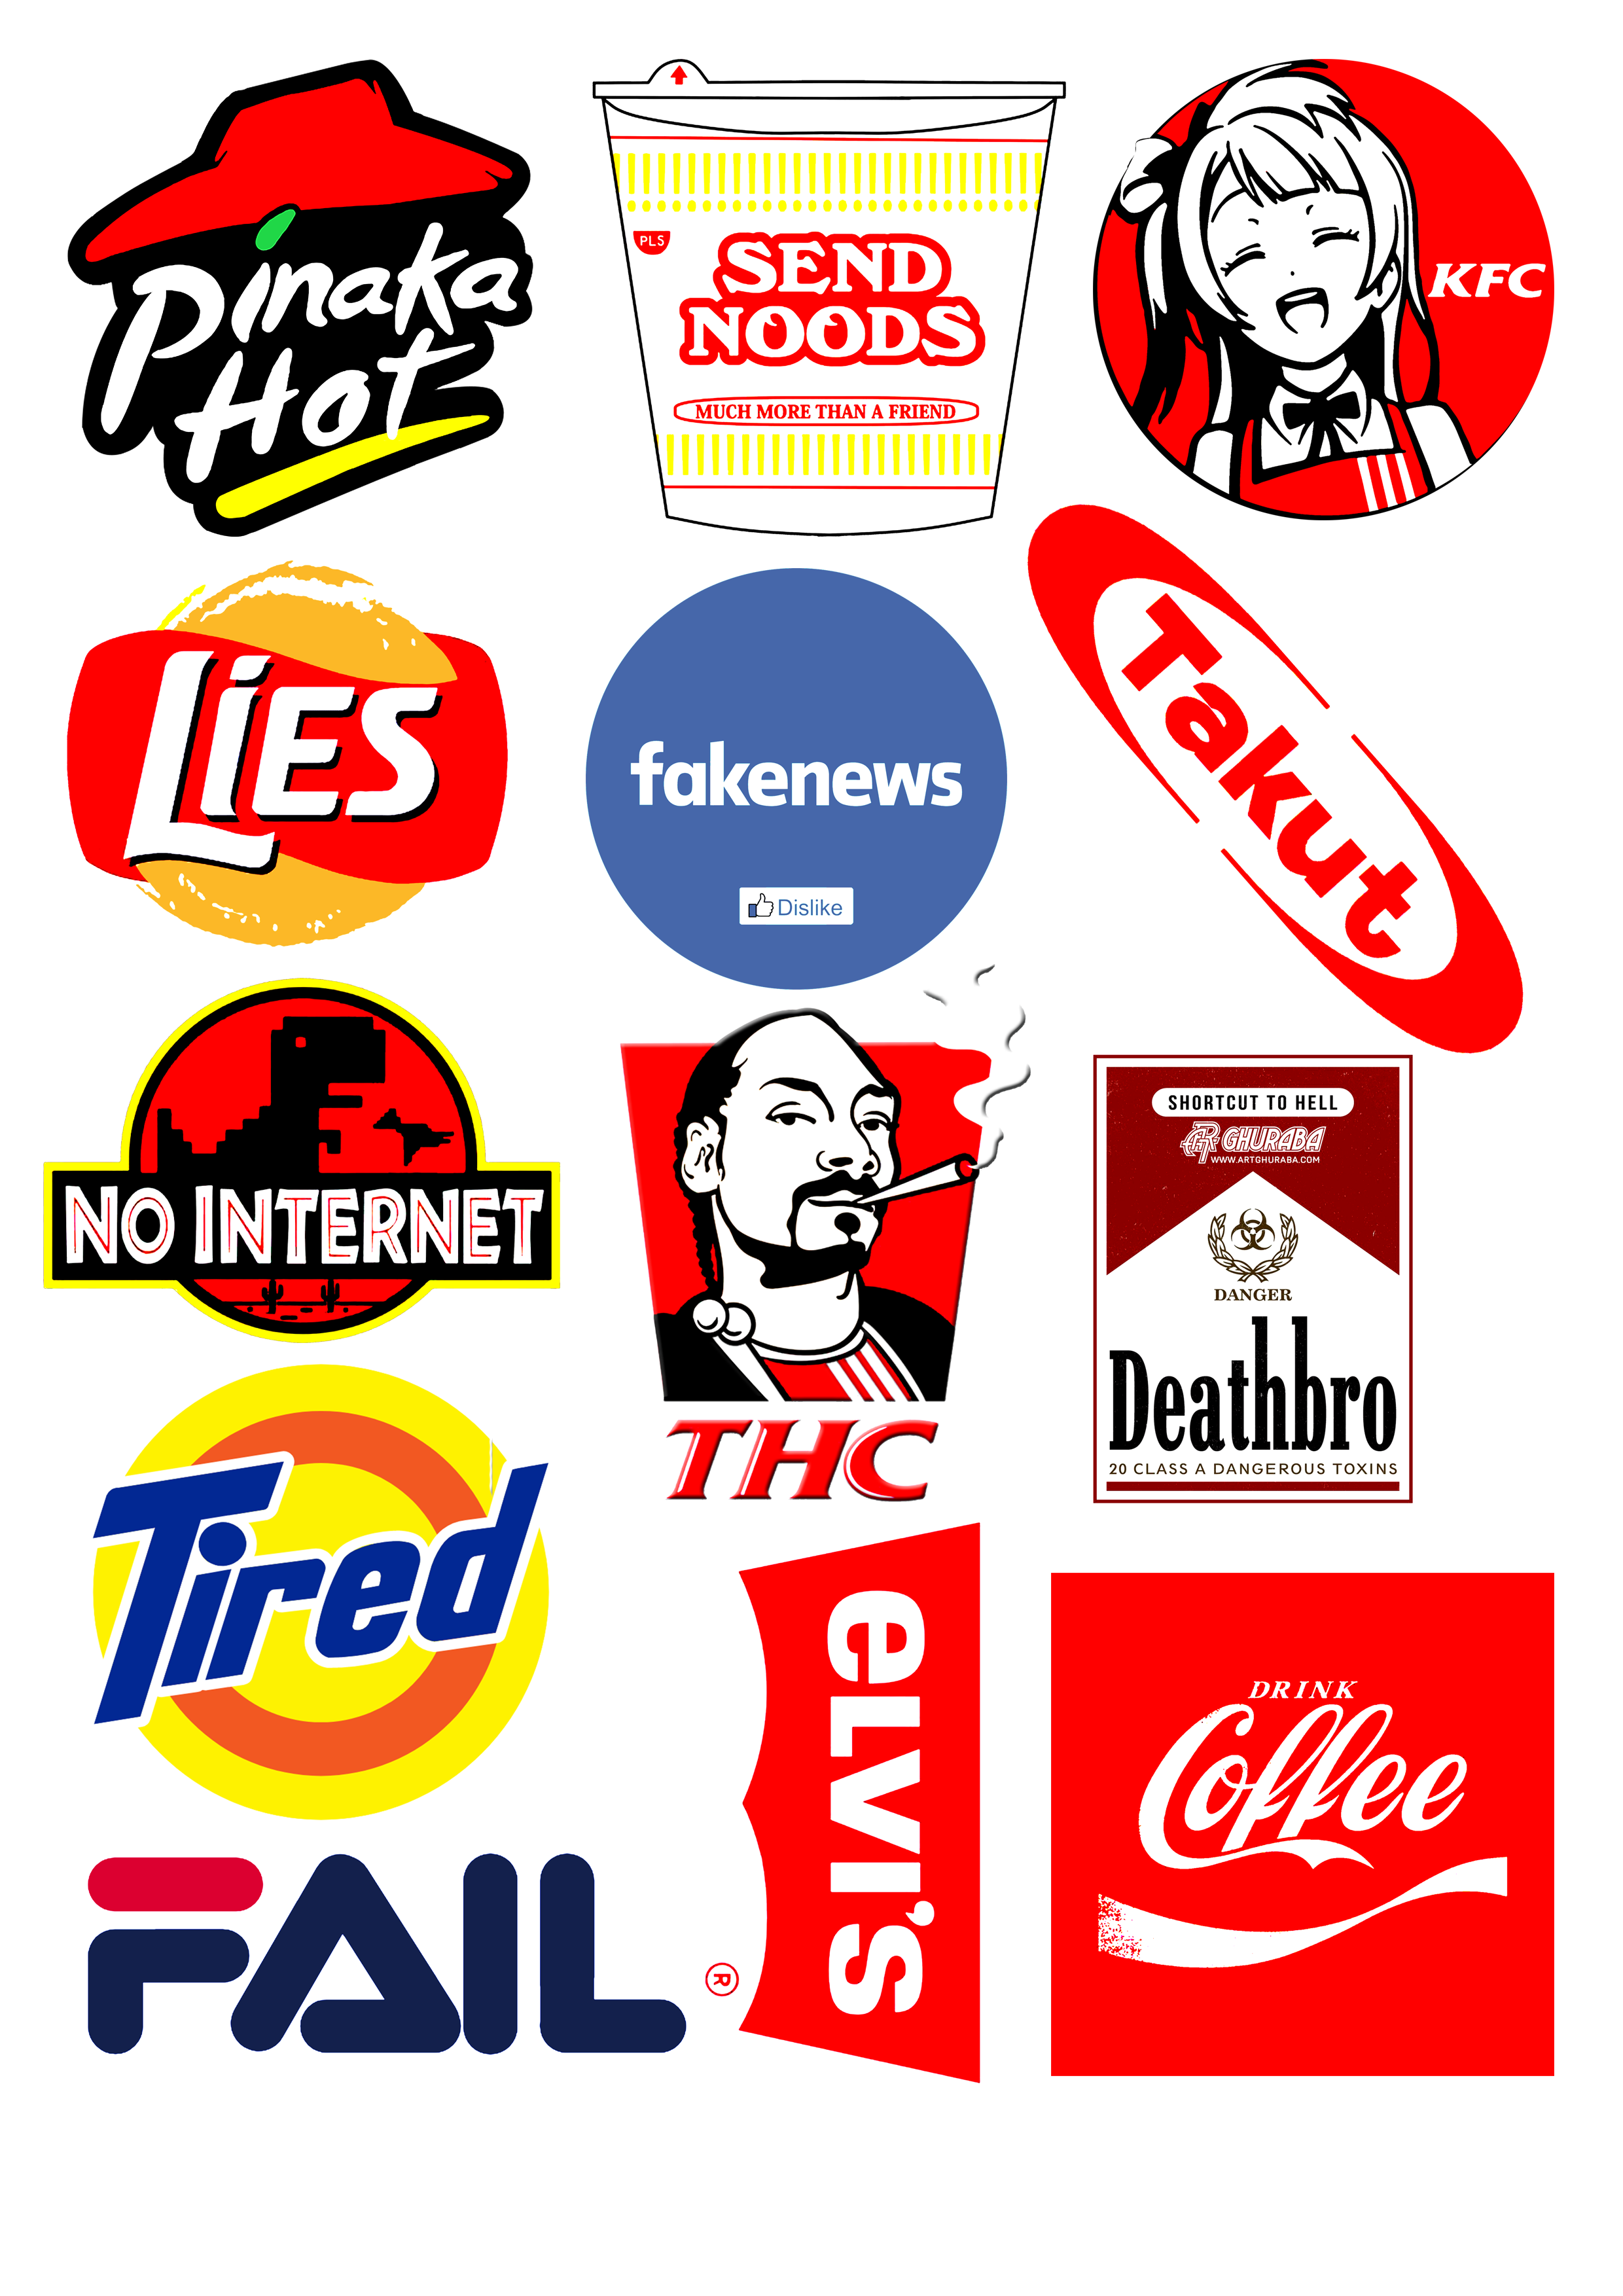 Pinaka
Hot
PLS
SEND
NOODS
MUCH MORE THAN A FRIEND
KFC
LiES
fakenews
Dislike
Takut
NO INTERNET
THC
SHORTCUT TO HELL
AR GHURABA
WWW.ARTGHURABA.COM
DANGER
Deathbro
20 CLASS A DANGEROUS TOXINS
Tired
eLVI'S
®
DRINK
Coffee
FAIL